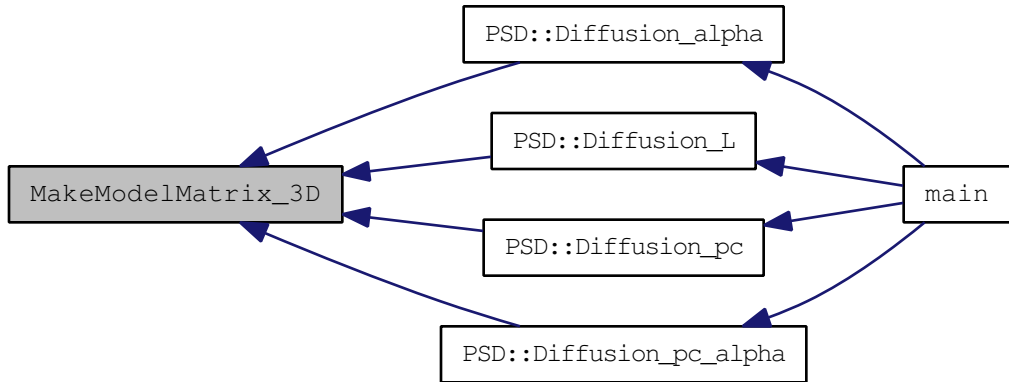 PSD::Diffusion_alpha
PSD::Diffusion_L
MakeModelMatrix_3D
main
PSD::Diffusion_pc
PSD::Diffusion_pc_alpha